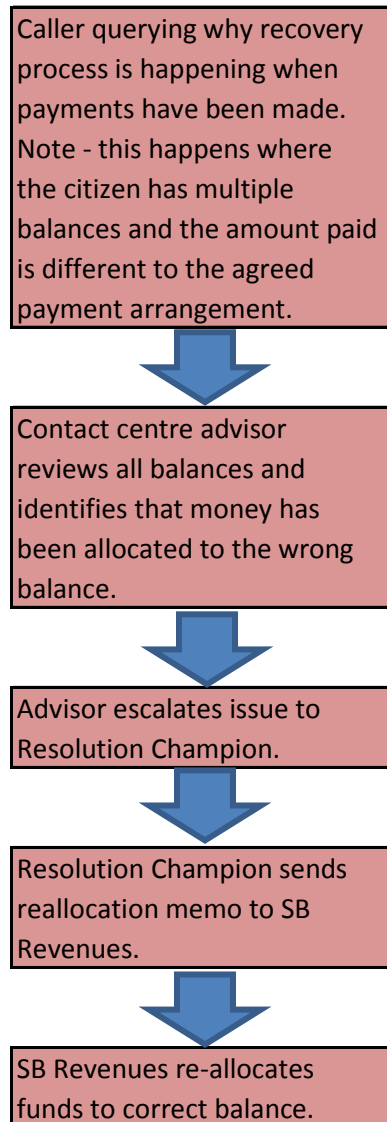 Caller querying why recovery
process is happening when
payments have been made.
Note - this happens where
the citizen has multiple
balances and the amount paid
is different to the agreed
payment arrangement.
Contact centre advisor
reviews all balances and
identifies that money has
been allocated to the wrong
balance.
Advisor escalates issue to
Resolution Champion.
Resolution Champion sends
reallocation memo to SB
Revenues.
SB Revenues re-allocates
funds to correct balance.